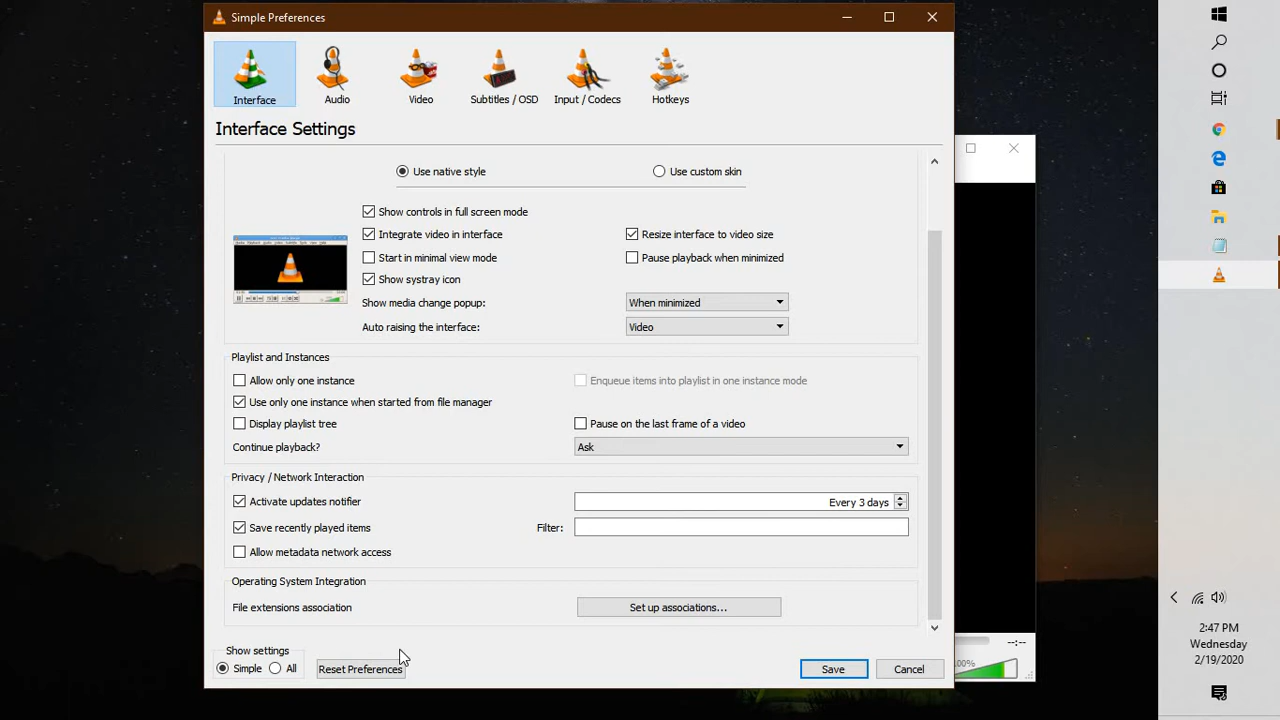 Simple Preferences
Interface Audio Video Subtitles / OSD Input / Codecs Hotkeys
Interface Settings
Use native style Use custom skin
Show controls in full screen mode
Integrate video in interface Resize interface to video size
Start in minimal view mode Pause playback when minimized
Show systray icon
Show media change popup: When minimized
Auto raising the interface: Video
Playlist and Instances
Allow only one instance Enqueue items into playlist in one instance mode
Use only one instance when started from file manager
Display playlist tree Pause on the last frame of a video
Continue playback? Ask
Privacy / Network Interaction
Activate updates notifier Every 3 days
Save recently played items Filter:
Allow metadata network access
Operating System Integration
File extensions association Set up associations...
Show settings
Simple All Reset Preferences Save Cancel
--:--
100%
2:47 PM
Wednesday
2/19/2020